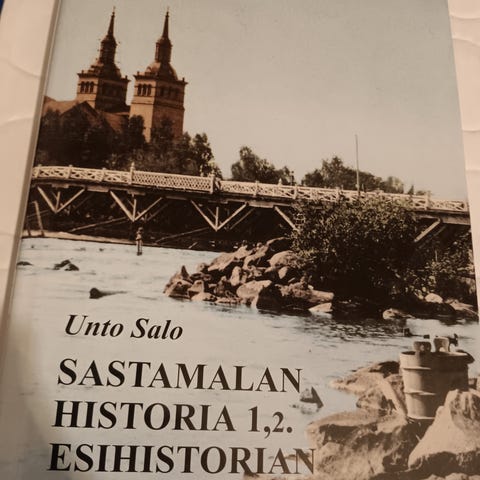 Unto Salo
SASTAMALAN
HISTORIA 1,2.
ESIHISTORIAN